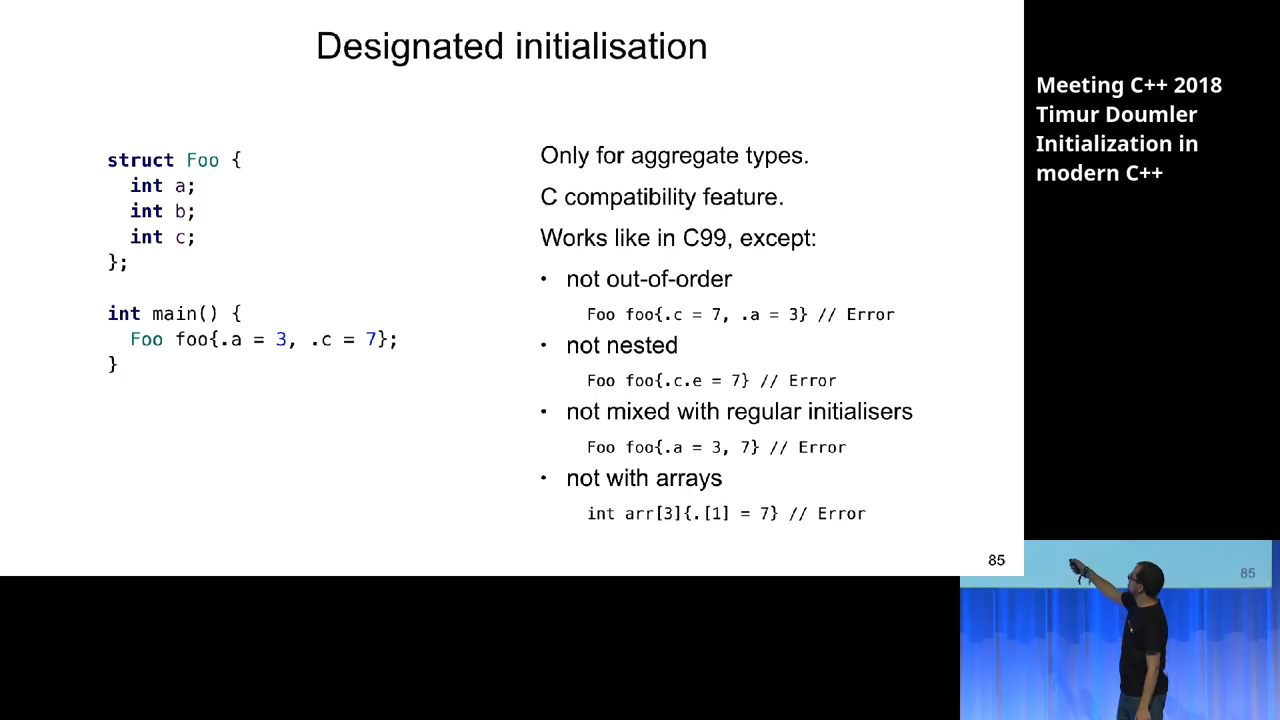 Designated initialisation
struct Foo {
int a;
int b;
int c;
};
int main() {
Foo foo{.a = 3, .c = 7};
}
Only for aggregate types.
C compatibility feature.
Works like in C99, except:
• not out-of-order
Foo foo{.c = 7, .a = 3} // Error
• not nested
Foo foo{.c.e = 7} // Error
• not mixed with regular initialisers
Foo foo{.a = 3, 7} // Error
• not with arrays
int arr[3]{.[1] = 7} // Error
85
Meeting C++ 2018
Timur Doumler
Initialization in
modern C++
85